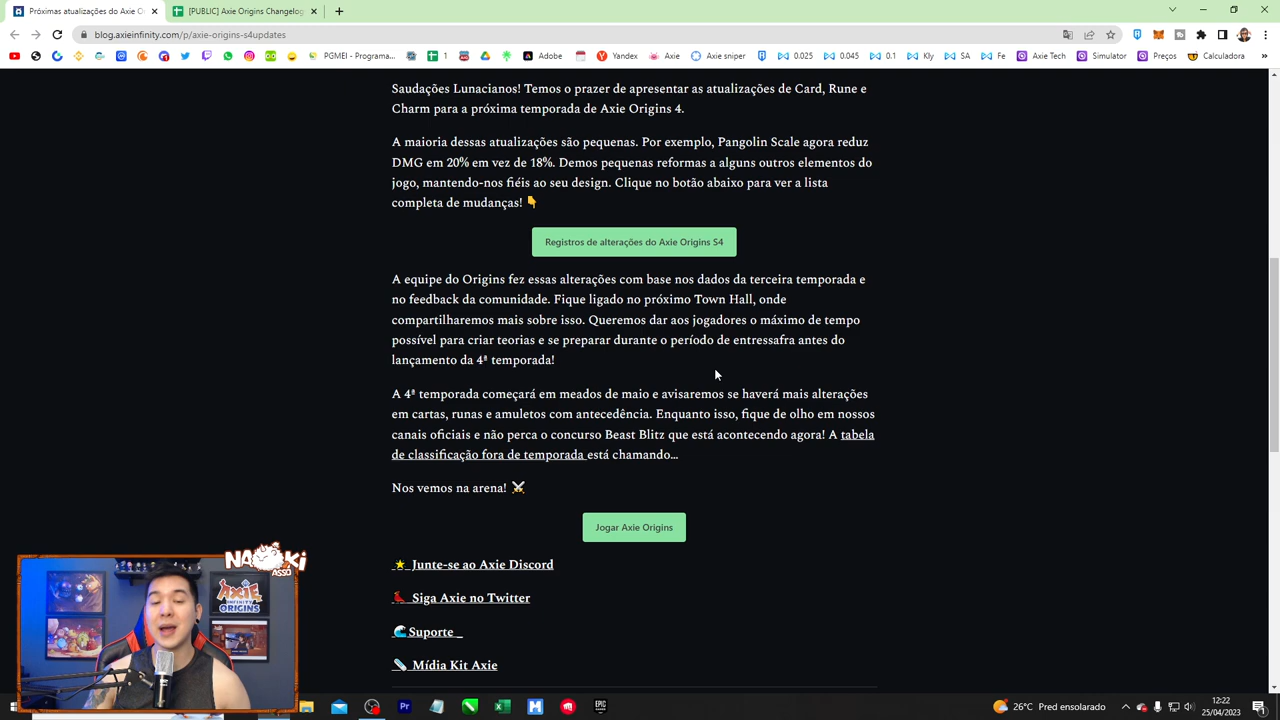 Próximas atualizações do Axie O
[PUBLIC] Axie Origins Changelog
blog.axieinfinity.com/p/axie-origins-s4updates
PGMEI - Programa... 1 Adobe Yandex Axie Axie sniper 0.025 0.045 0.1 Kly SA Fe Axie Tech Simulator Preços Calculadora »
Saudações Lunacianos! Temos o prazer de apresentar as atualizações de Card, Rune e
Charm para a próxima temporada de Axie Origins 4.
A maioria dessas atualizações são pequenas. Por exemplo, Pangolin Scale agora reduz
DMG em 20% em vez de 18%. Demos pequenas reformas a alguns outros elementos do
jogo, mantendo-nos fiéis ao seu design. Clique no botão abaixo para ver a lista
completa de mudanças! 👇
Registros de alterações do Axie Origins S4
A equipe do Origins fez essas alterações com base nos dados da terceira temporada e
no feedback da comunidade. Fique ligado no próximo Town Hall, onde
compartilharemos mais sobre isso. Queremos dar aos jogadores o máximo de tempo
possível para criar teorias e se preparar durante o período de entressafra antes do
lançamento da 4ª temporada!
A 4ª temporada começará em meados de maio e avisaremos se haverá mais alterações
em cartas, runas e amuletos com antecedência. Enquanto isso, fique de olho em nossos
canais oficiais e não perca o concurso Beast Blitz que está acontecendo agora! A tabela
de classificação fora de temporada está chamando...
Nos vemos na arena! ⚔️
Jogar Axie Origins
Junte-se ao Axie Discord
Siga Axie no Twitter
Suporte _
Mídia Kit Axie
NAOKI
ASSO
AXIE
INFINITY
ORIGINS
Pr
EPIC
GAMES
26°C Pred ensolarado
12:22
25/04/2023